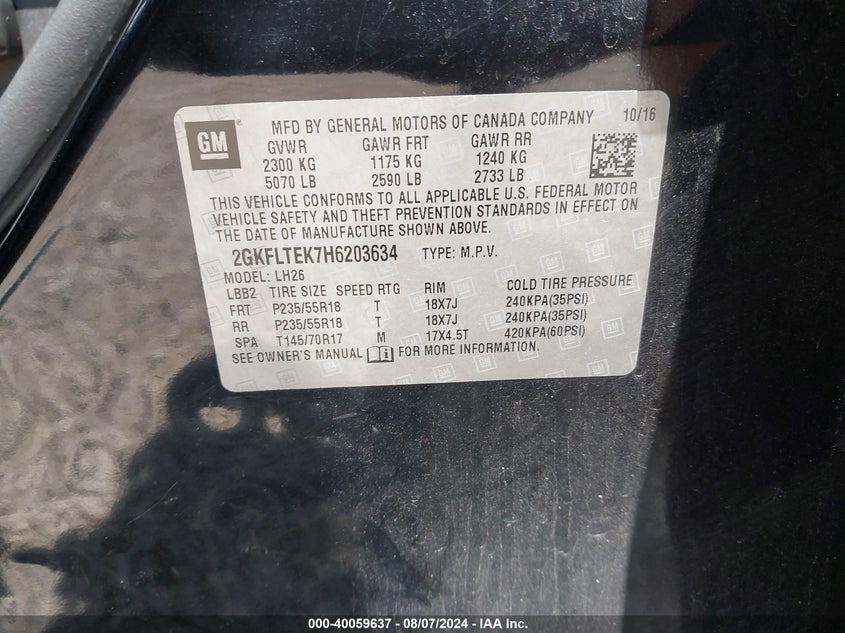 GM
MFD BY GENERAL MOTORS OF CANADA COMPANY 10/16
GVWR GAWR FRT GAWR RR
2300 KG 1175 KG 1240 KG
5070 LB 2590 LB 2733 LB
THIS VEHICLE CONFORMS TO ALL APPLICABLE U.S. FEDERAL MOTOR
VEHICLE SAFETY AND THEFT PREVENTION STANDARDS IN EFFECT ON
THE DATE OF MANUFACTURE SHOWN ABOVE.
2GKFLTEK7H6203634 TYPE: M.P.V.
MODEL: LH26
LBB2 TIRE SIZE SPEED RTG RIM COLD TIRE PRESSURE
FRT P235/55R18 T 18X7J 240KPA(35PSI)
RR P235/55R18 T 18X7J 240KPA(35PSI)
SPA T145/70R17 M 17X4.5T 420KPA(60PSI)
SEE OWNER'S MANUAL FOR MORE INFORMATION.
000-40059637 - 08/07/2024 - IAA Inc.